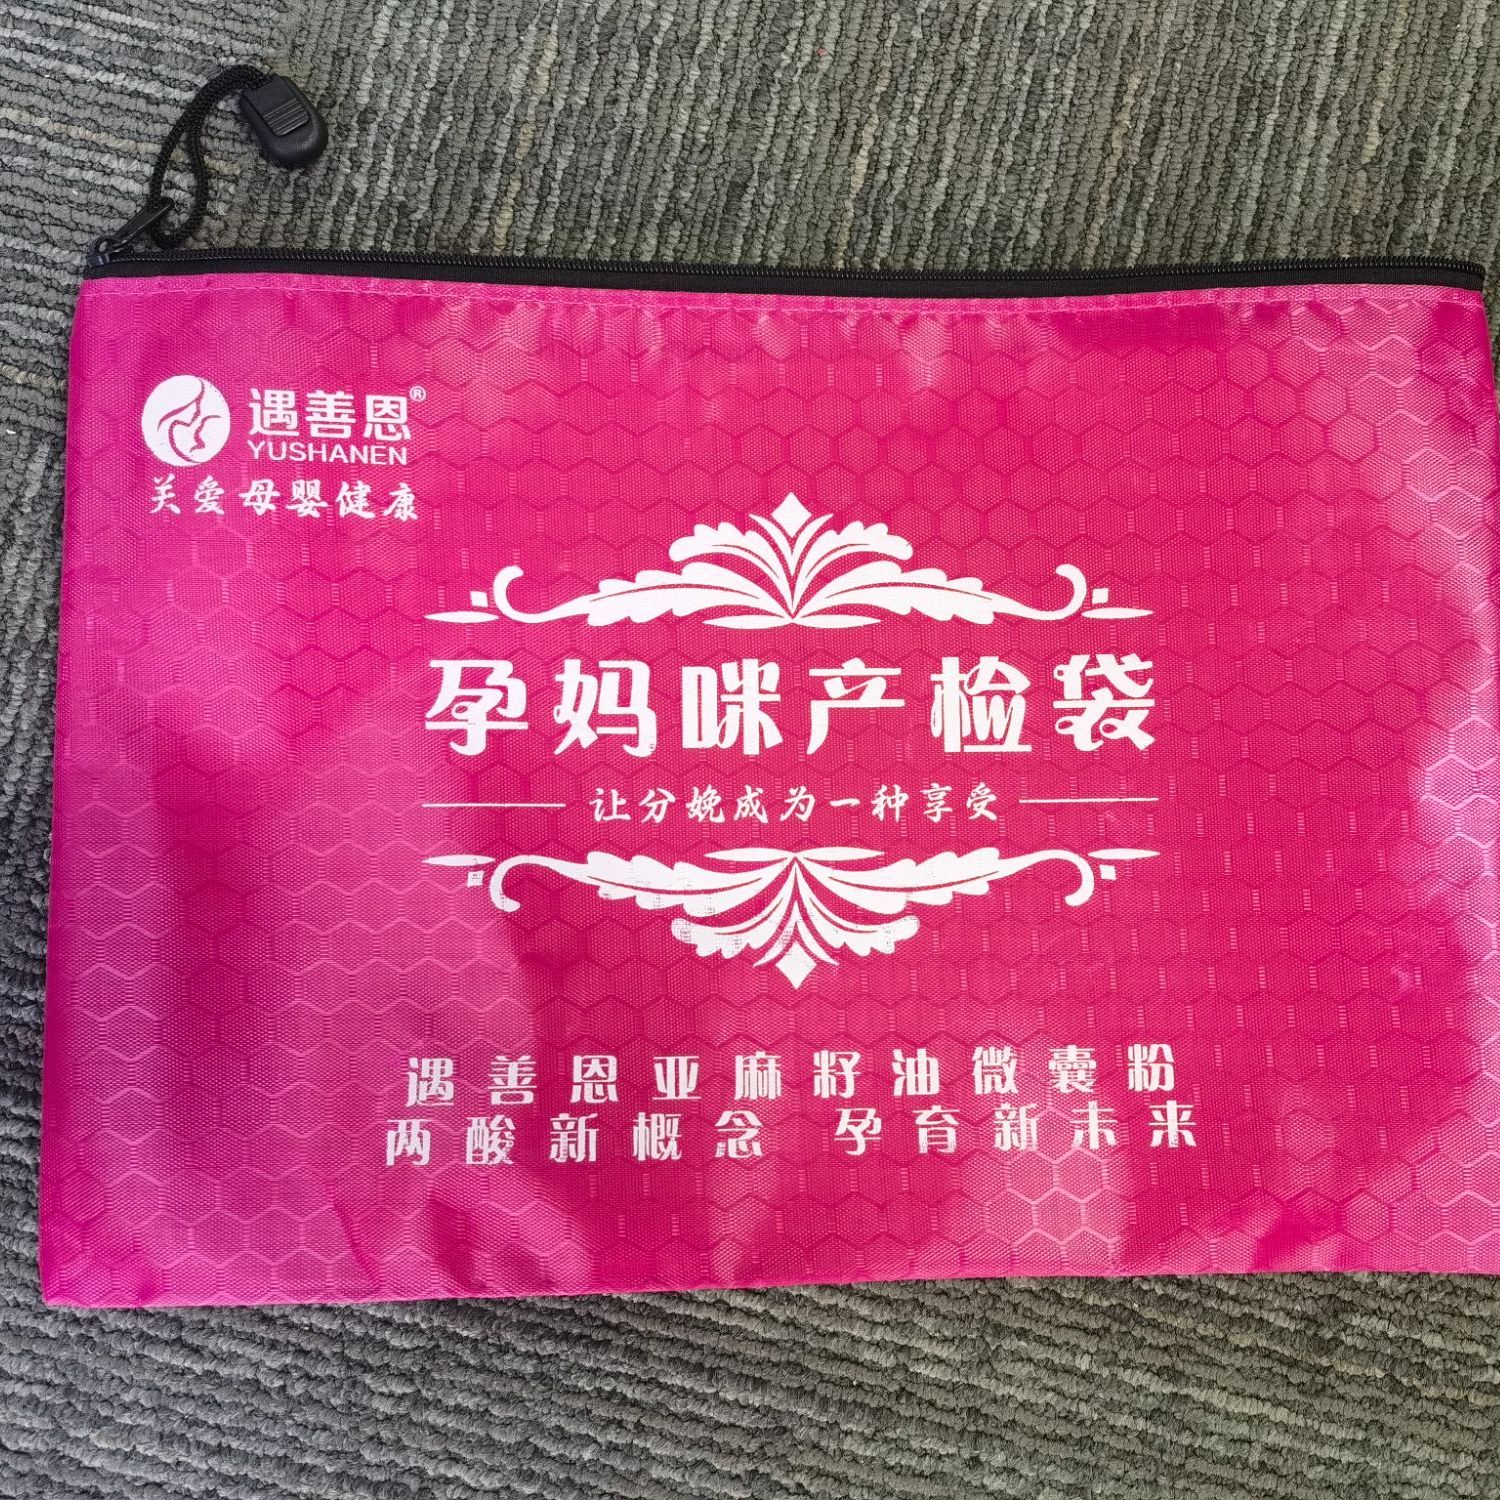 遇善恩®
YUSHANEN
关爱母婴健康
孕妈咪产检袋
让分娩成为一种享受
遇善恩亚麻籽油微囊粉
两酸新概念 孕育新未来